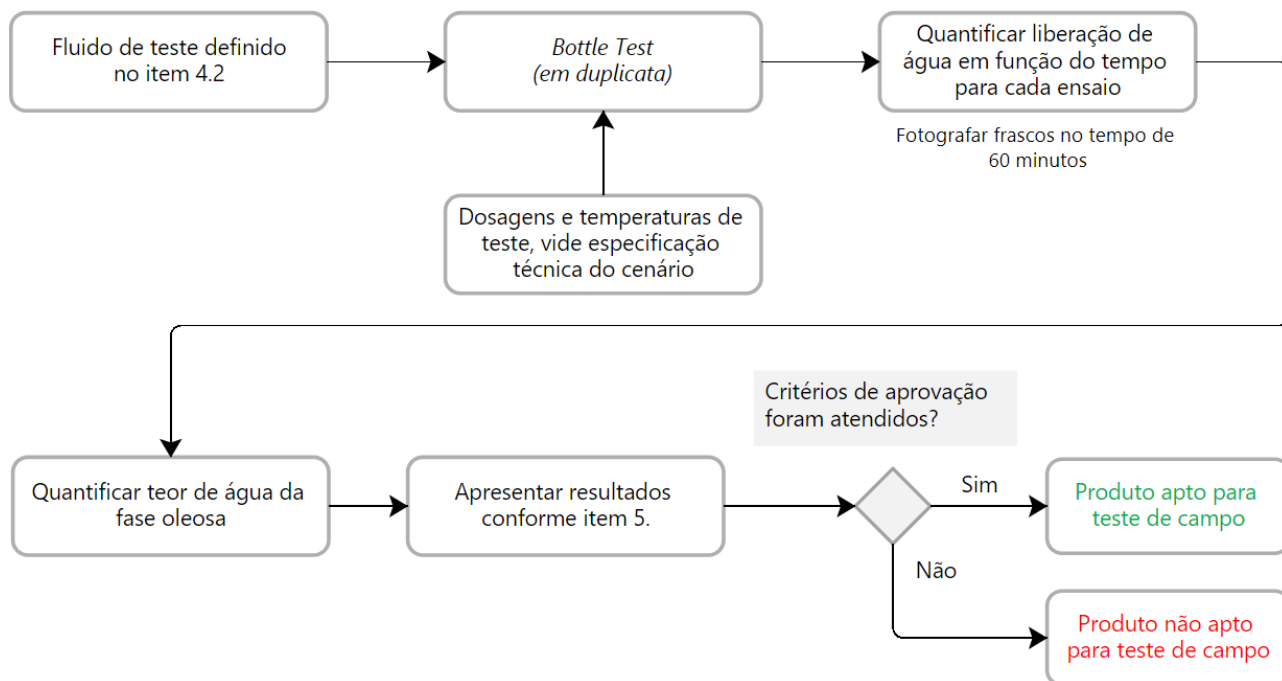 Fluido de teste definido
no item 4.2
Bottle Test
(em duplicata)
Quantificar liberação de
água em função do tempo
para cada ensaio
Fotografar frascos no tempo de
60 minutos
Dosagens e temperaturas de
teste, vide especificação
técnica do cenário
Quantificar teor de água da
fase oleosa
Apresentar resultados
conforme item 5.
Critérios de aprovação
foram atendidos?
Sim
Produto apto para
teste de campo
Não
Produto não apto
para teste de campo